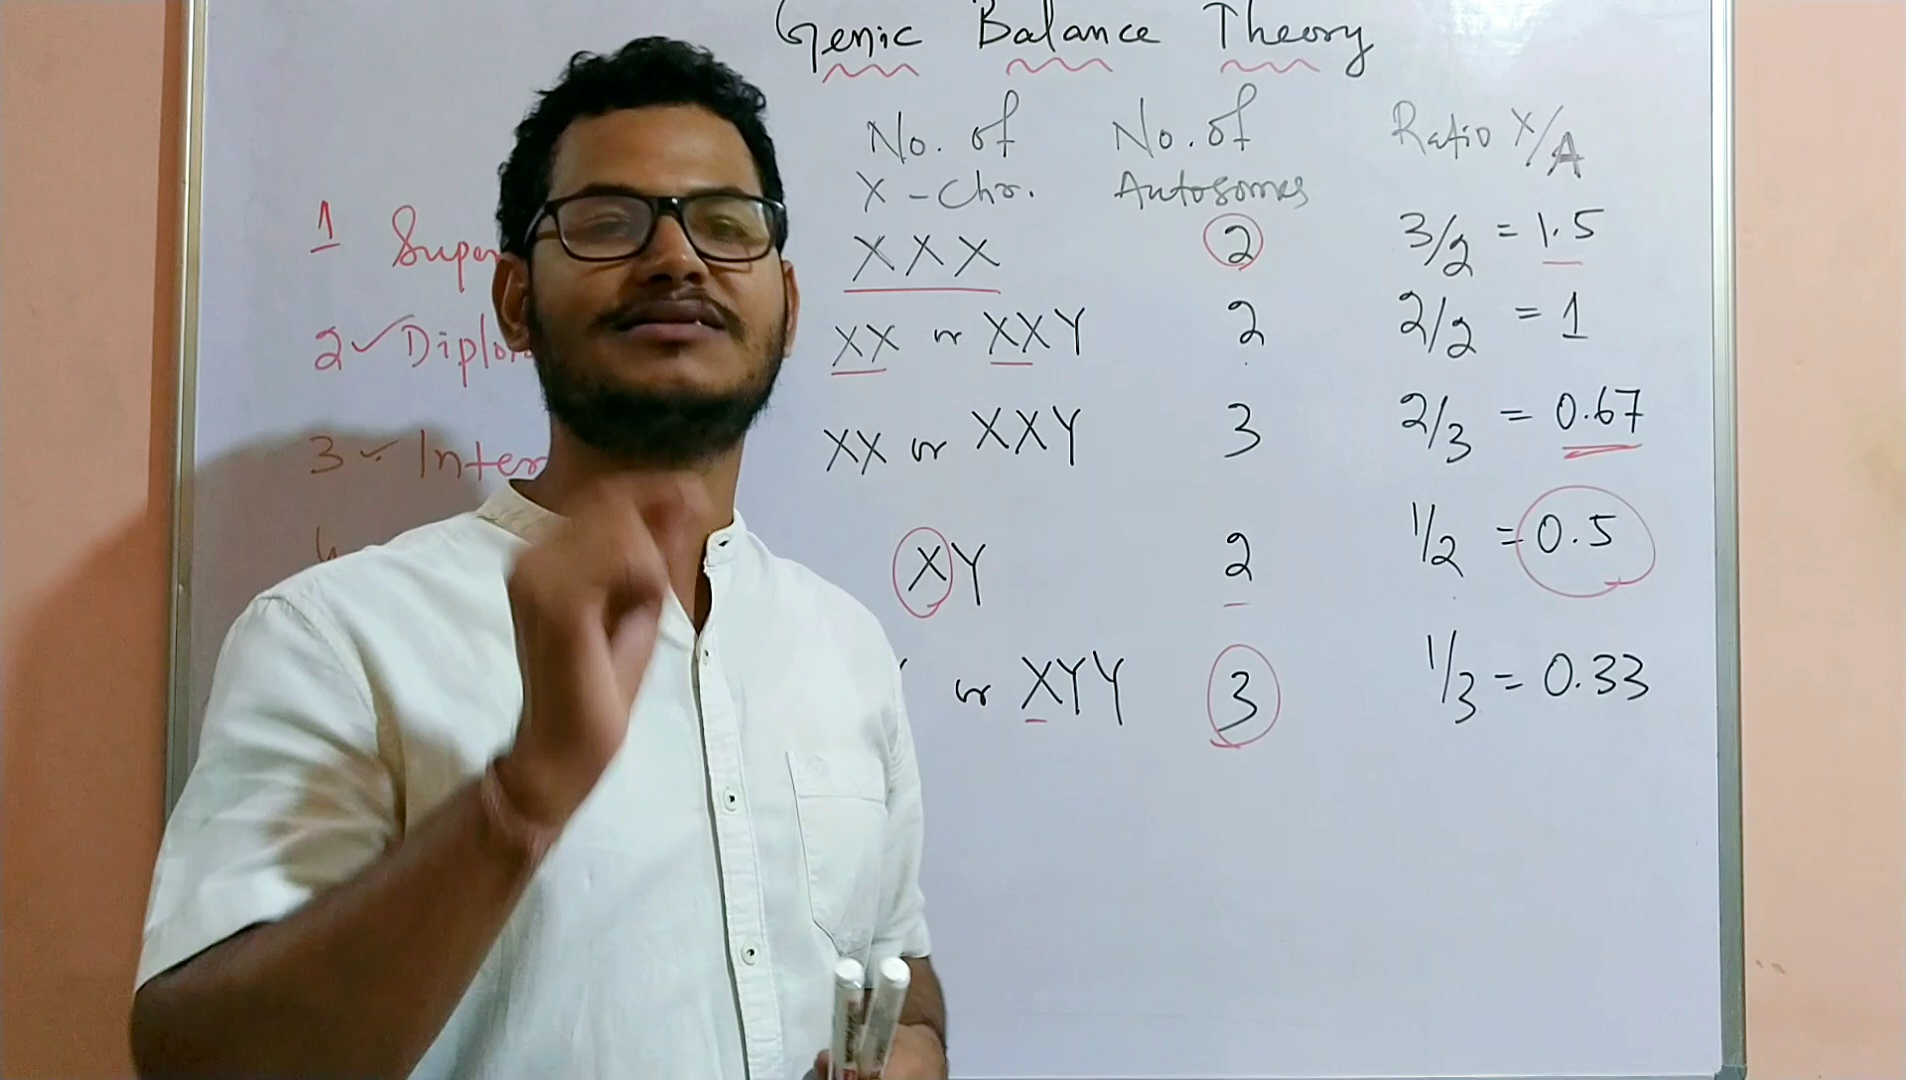 Genic Balance Theory
No. of No. of Ratio X/A
X-Chr. Autosomes
1 Super XXX 2 3/2 = 1.5
2 ✓ Diplo XX or XXY 2 2/2 = 1
3 ✓ Inter XX or XXY 3 2/3 = 0.67
XY 2 1/2 = 0.5
or XYY 3 1/3 = 0.33